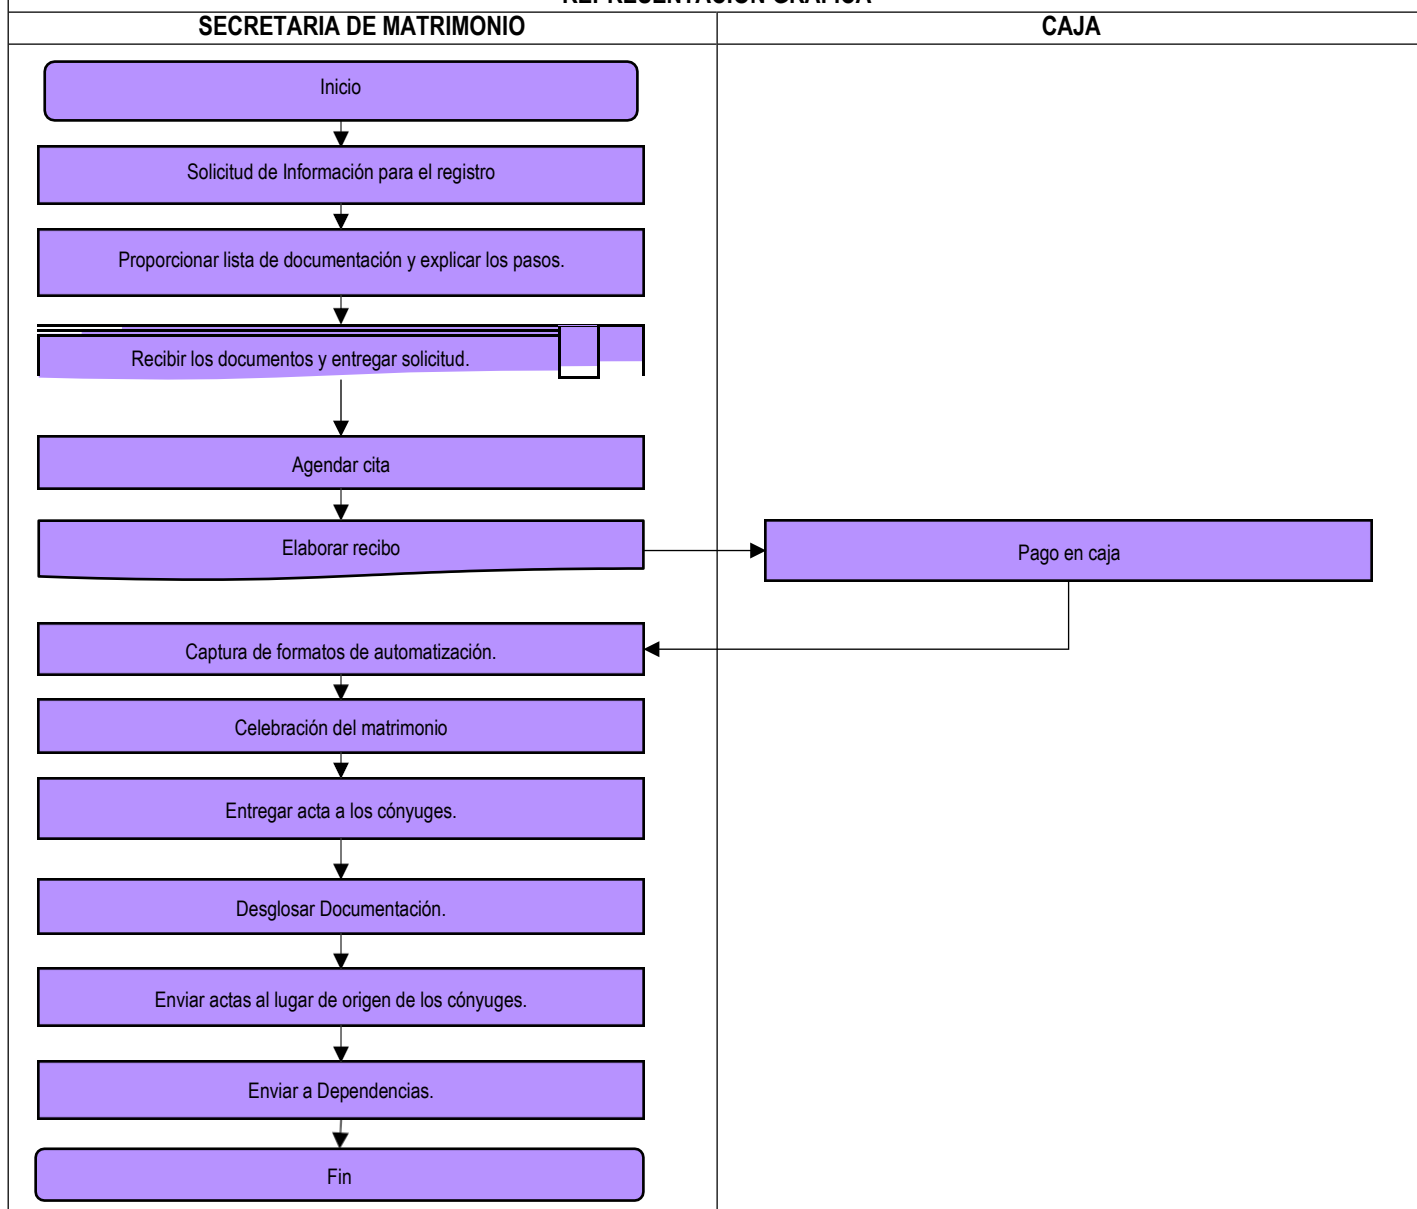 REPRESENTACIÓN GRÁFICA
SECRETARIA DE MATRIMONIO
CAJA
Inicio
Solicitud de Información para el registro
Proporcionar lista de documentación y explicar los pasos.
Recibir los documentos y entregar solicitud.
Agendar cita
Elaborar recibo
Pago en caja
Captura de formatos de automatización.
Celebración del matrimonio
Entregar acta a los cónyuges.
Desglosar Documentación.
Enviar actas al lugar de origen de los cónyuges.
Enviar a Dependencias.
Fin